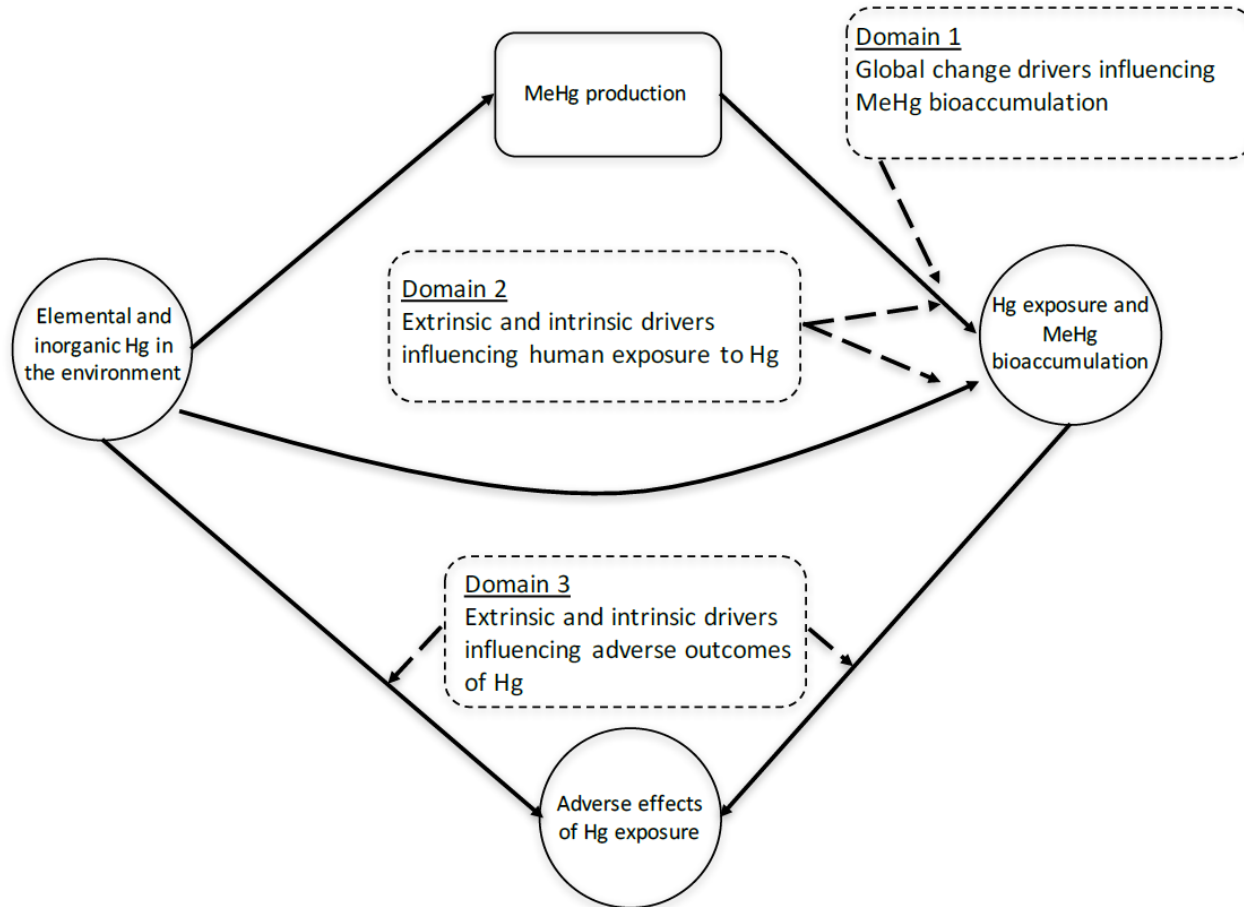 MeHg production
Domain 1
Global change drivers influencing
MeHg bioaccumulation
Elemental and
inorganic Hg in
the environment
Domain 2
Extrinsic and intrinsic drivers
influencing human exposure to Hg
Hg exposure and
MeHg
bioaccumulation
Domain 3
Extrinsic and intrinsic drivers
influencing adverse outcomes
of Hg
Adverse effects
of Hg exposure